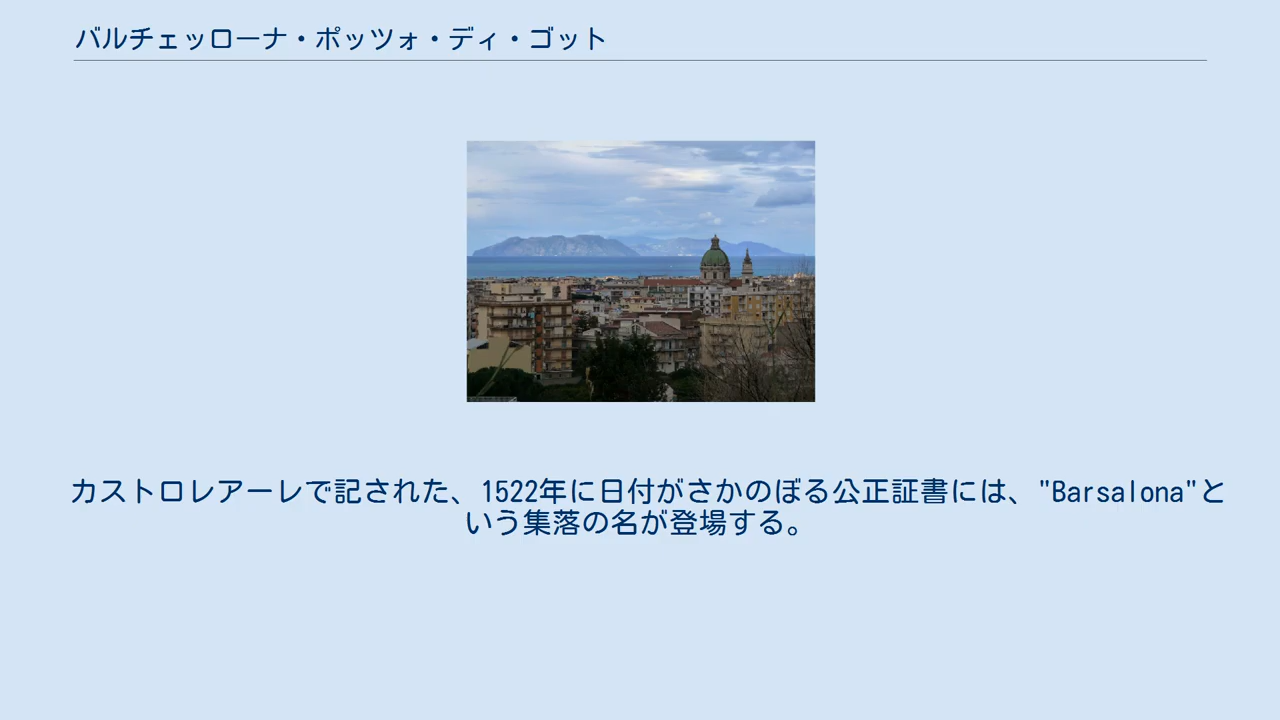 バルチェッローナ・ポッツォ・ディ・ゴット
カストロレアーレで記された、1522年に日付がさかのぼる公正証書には、"Barsalona"と
いう集落の名が登場する。